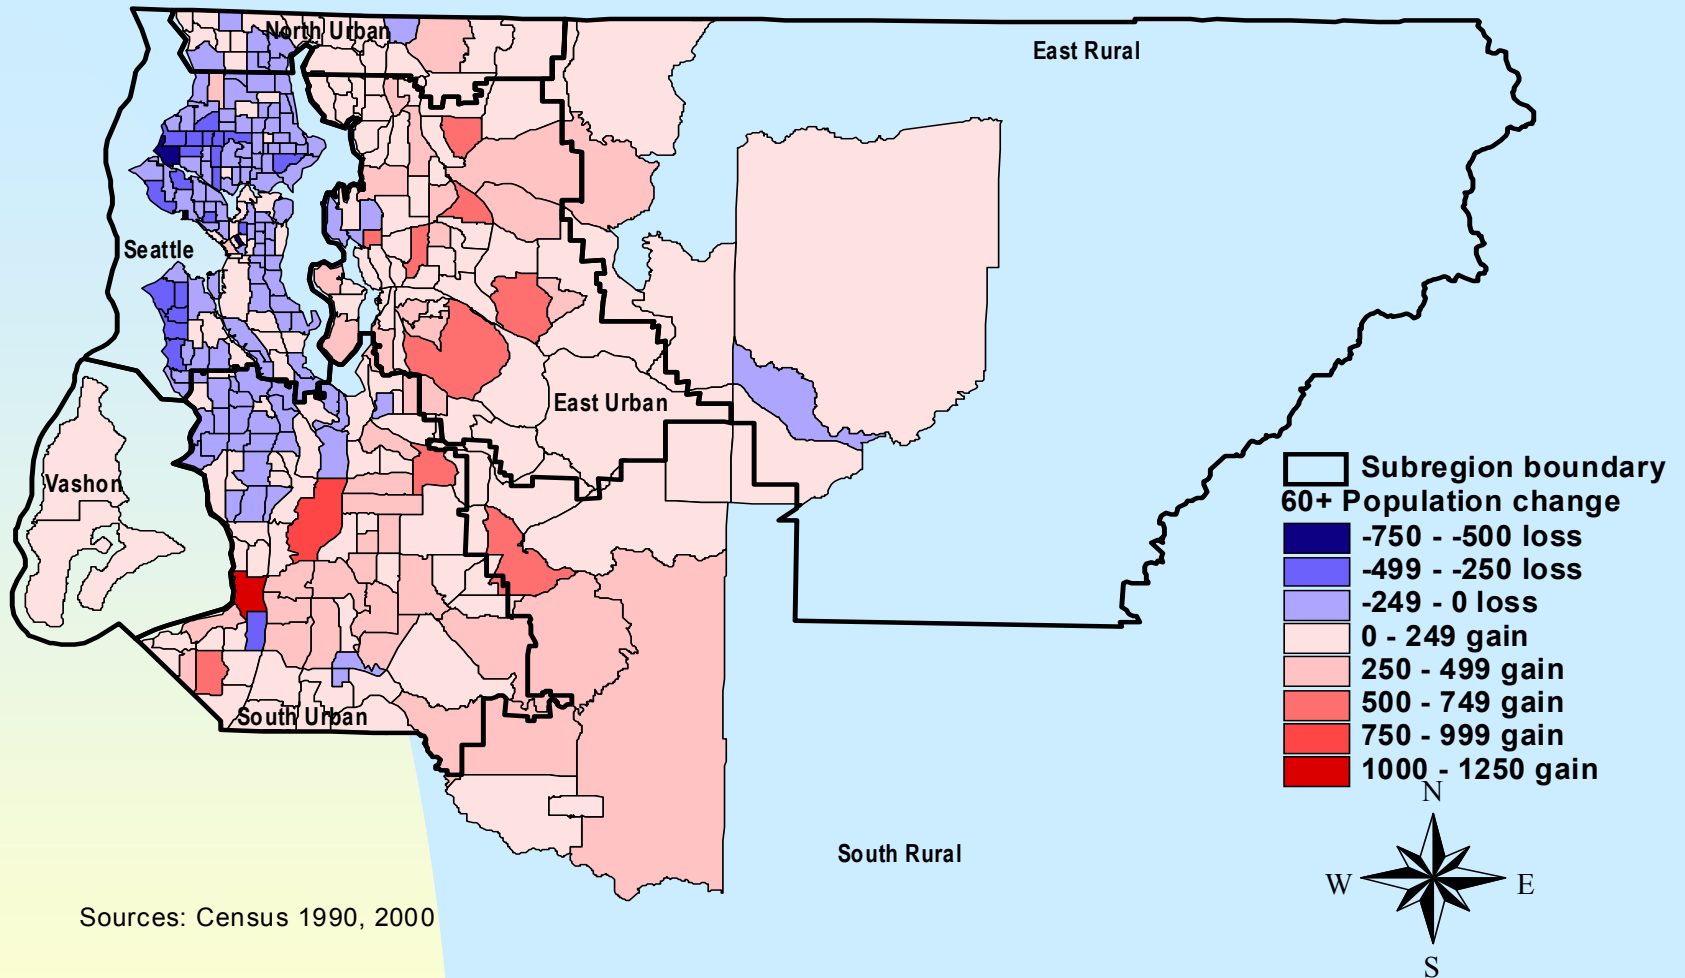 North Urban
East Rural
Seattle
East Urban
Vashon
South Urban
South Rural
Subregion boundary
60+ Population change
-750 - -500 loss
-499 - -250 loss
-249 - 0 loss
0 - 249 gain
250 - 499 gain
500 - 749 gain
750 - 999 gain
1000 - 1250 gain
N
W E
S
Sources: Census 1990, 2000